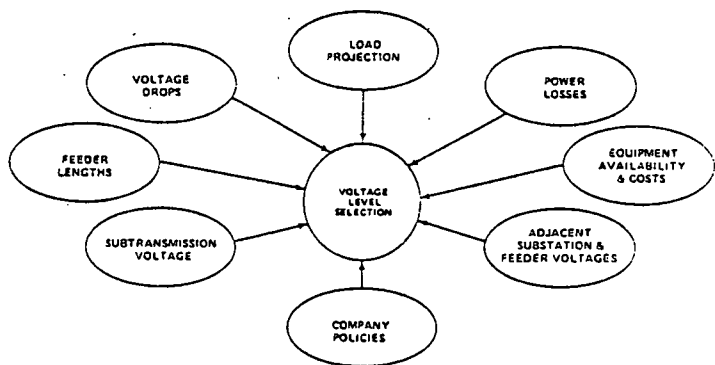 LOAD
PROJECTION
VOLTAGE
DROPS
POWER
LOSSES
FEEDER
LENGTHS
EQUIPMENT
AVAILABILITY
& COSTS
VOLTAGE
LEVEL
SELECTION
SUBTRANSMISSION
VOLTAGE
ADJACENT
SUBSTATION &
FEEDER VOLTAGES
COMPANY
POLICIES